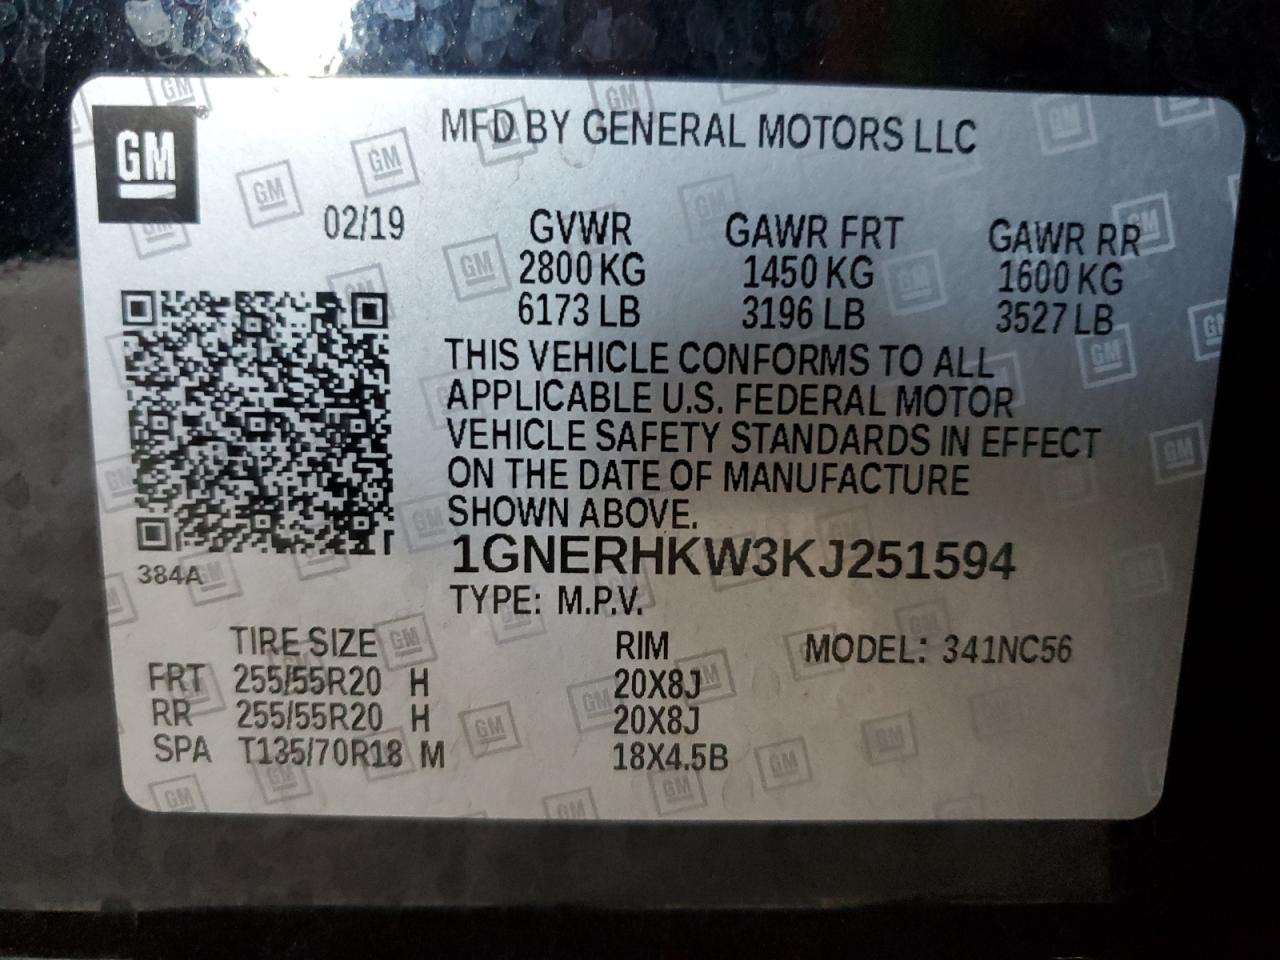 GM
MFD BY GENERAL MOTORS LLC
02/19
GVWR GAWR FRT GAWR RR
2800 KG 1450 KG 1600 KG
6173 LB 3196 LB 3527 LB
THIS VEHICLE CONFORMS TO ALL
APPLICABLE U.S. FEDERAL MOTOR
VEHICLE SAFETY STANDARDS IN EFFECT
ON THE DATE OF MANUFACTURE
SHOWN ABOVE.
1GNERHKW3KJ251594
384A
TYPE: M.P.V.
TIRE SIZE RIM MODEL: 341NC56
FRT 255/55R20 H 20X8J
RR 255/55R20 H 20X8J
SPA T135/70R18 M 18X4.5B